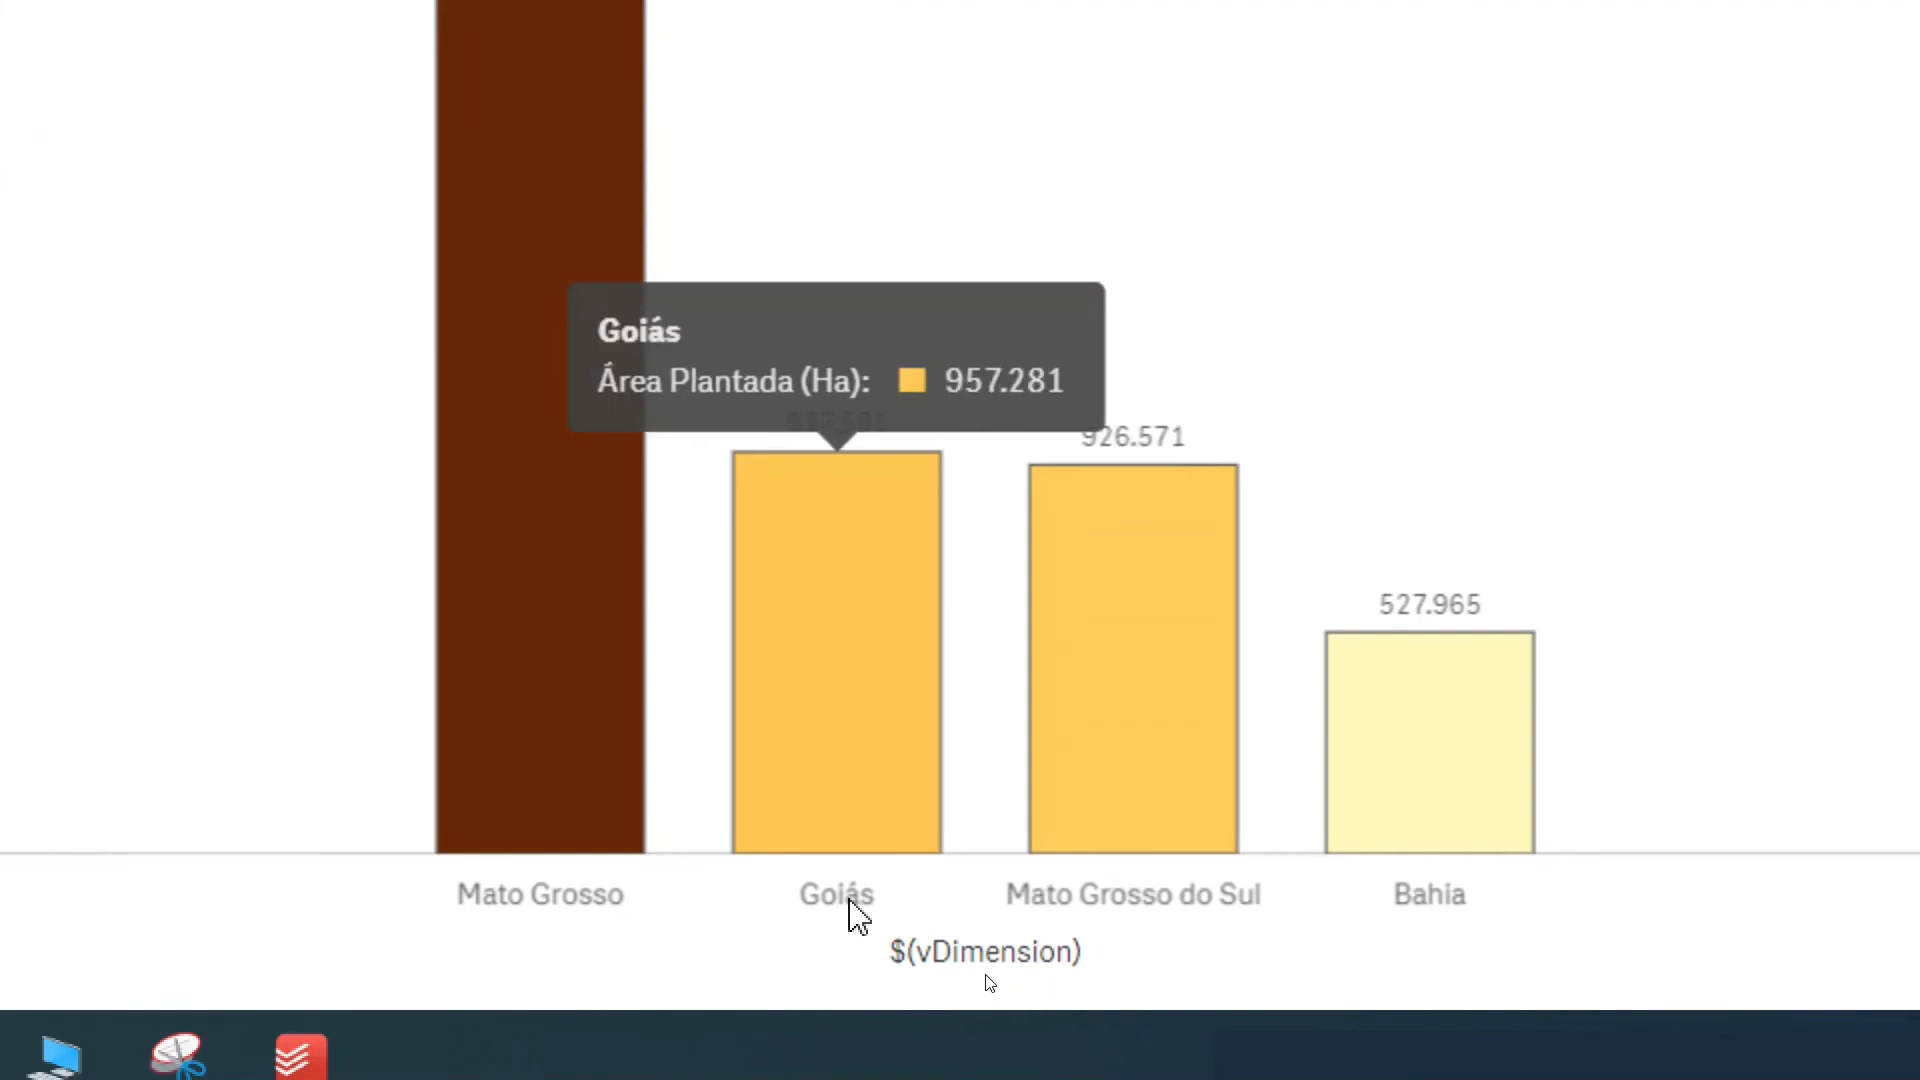 Goiás
Área Plantada (Ha): 957.281
926.571
527.965
Mato Grosso
Goiás
Mato Grosso do Sul
Bahia
$(vDimension)